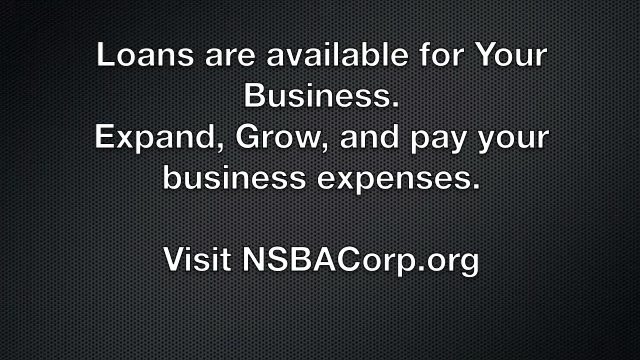 Loans are available for Your
Business.
Expand, Grow, and pay your
business expenses.
Visit NSBACorp.org